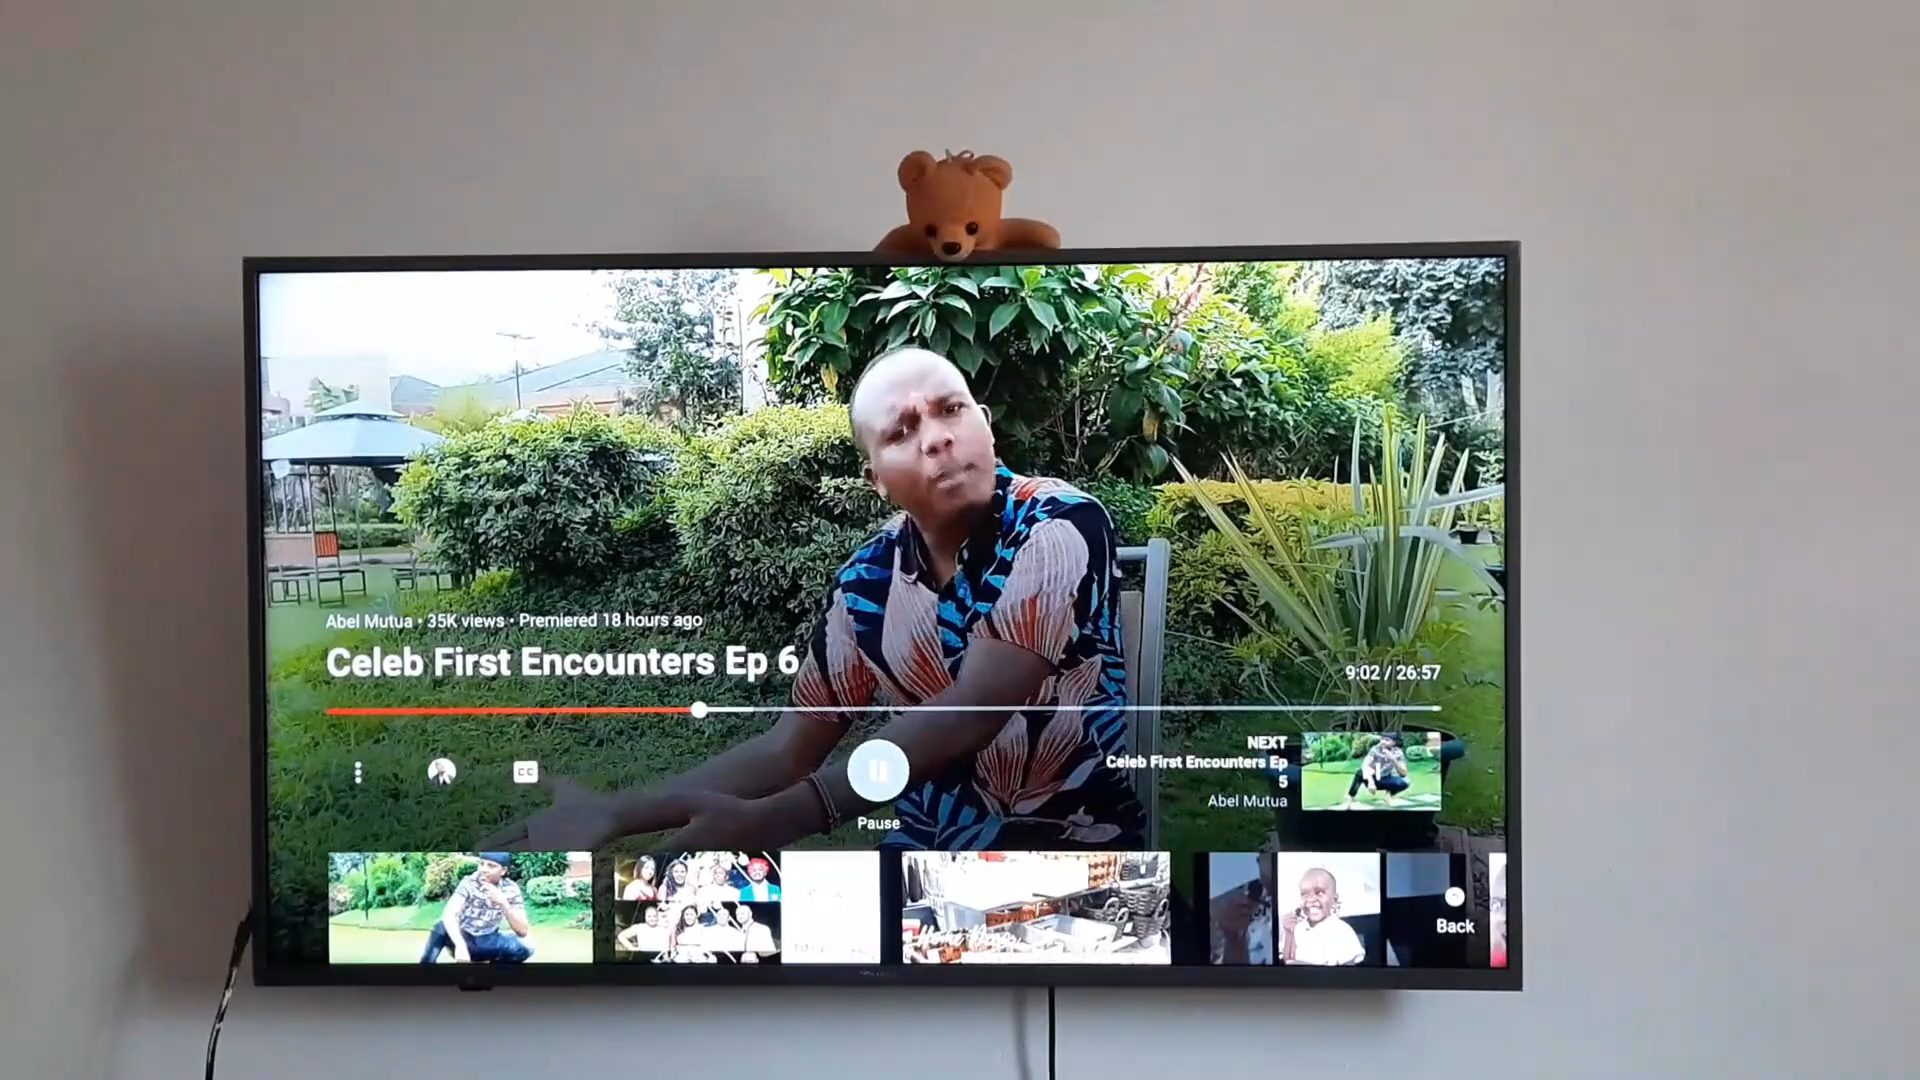 Abel Mutua • 35K views • Premiered 18 hours ago
Celeb First Encounters Ep 6
9:02 / 26:57
NEXT
Celeb First Encounters Ep
5
Abel Mutua
CC
Pause
Back